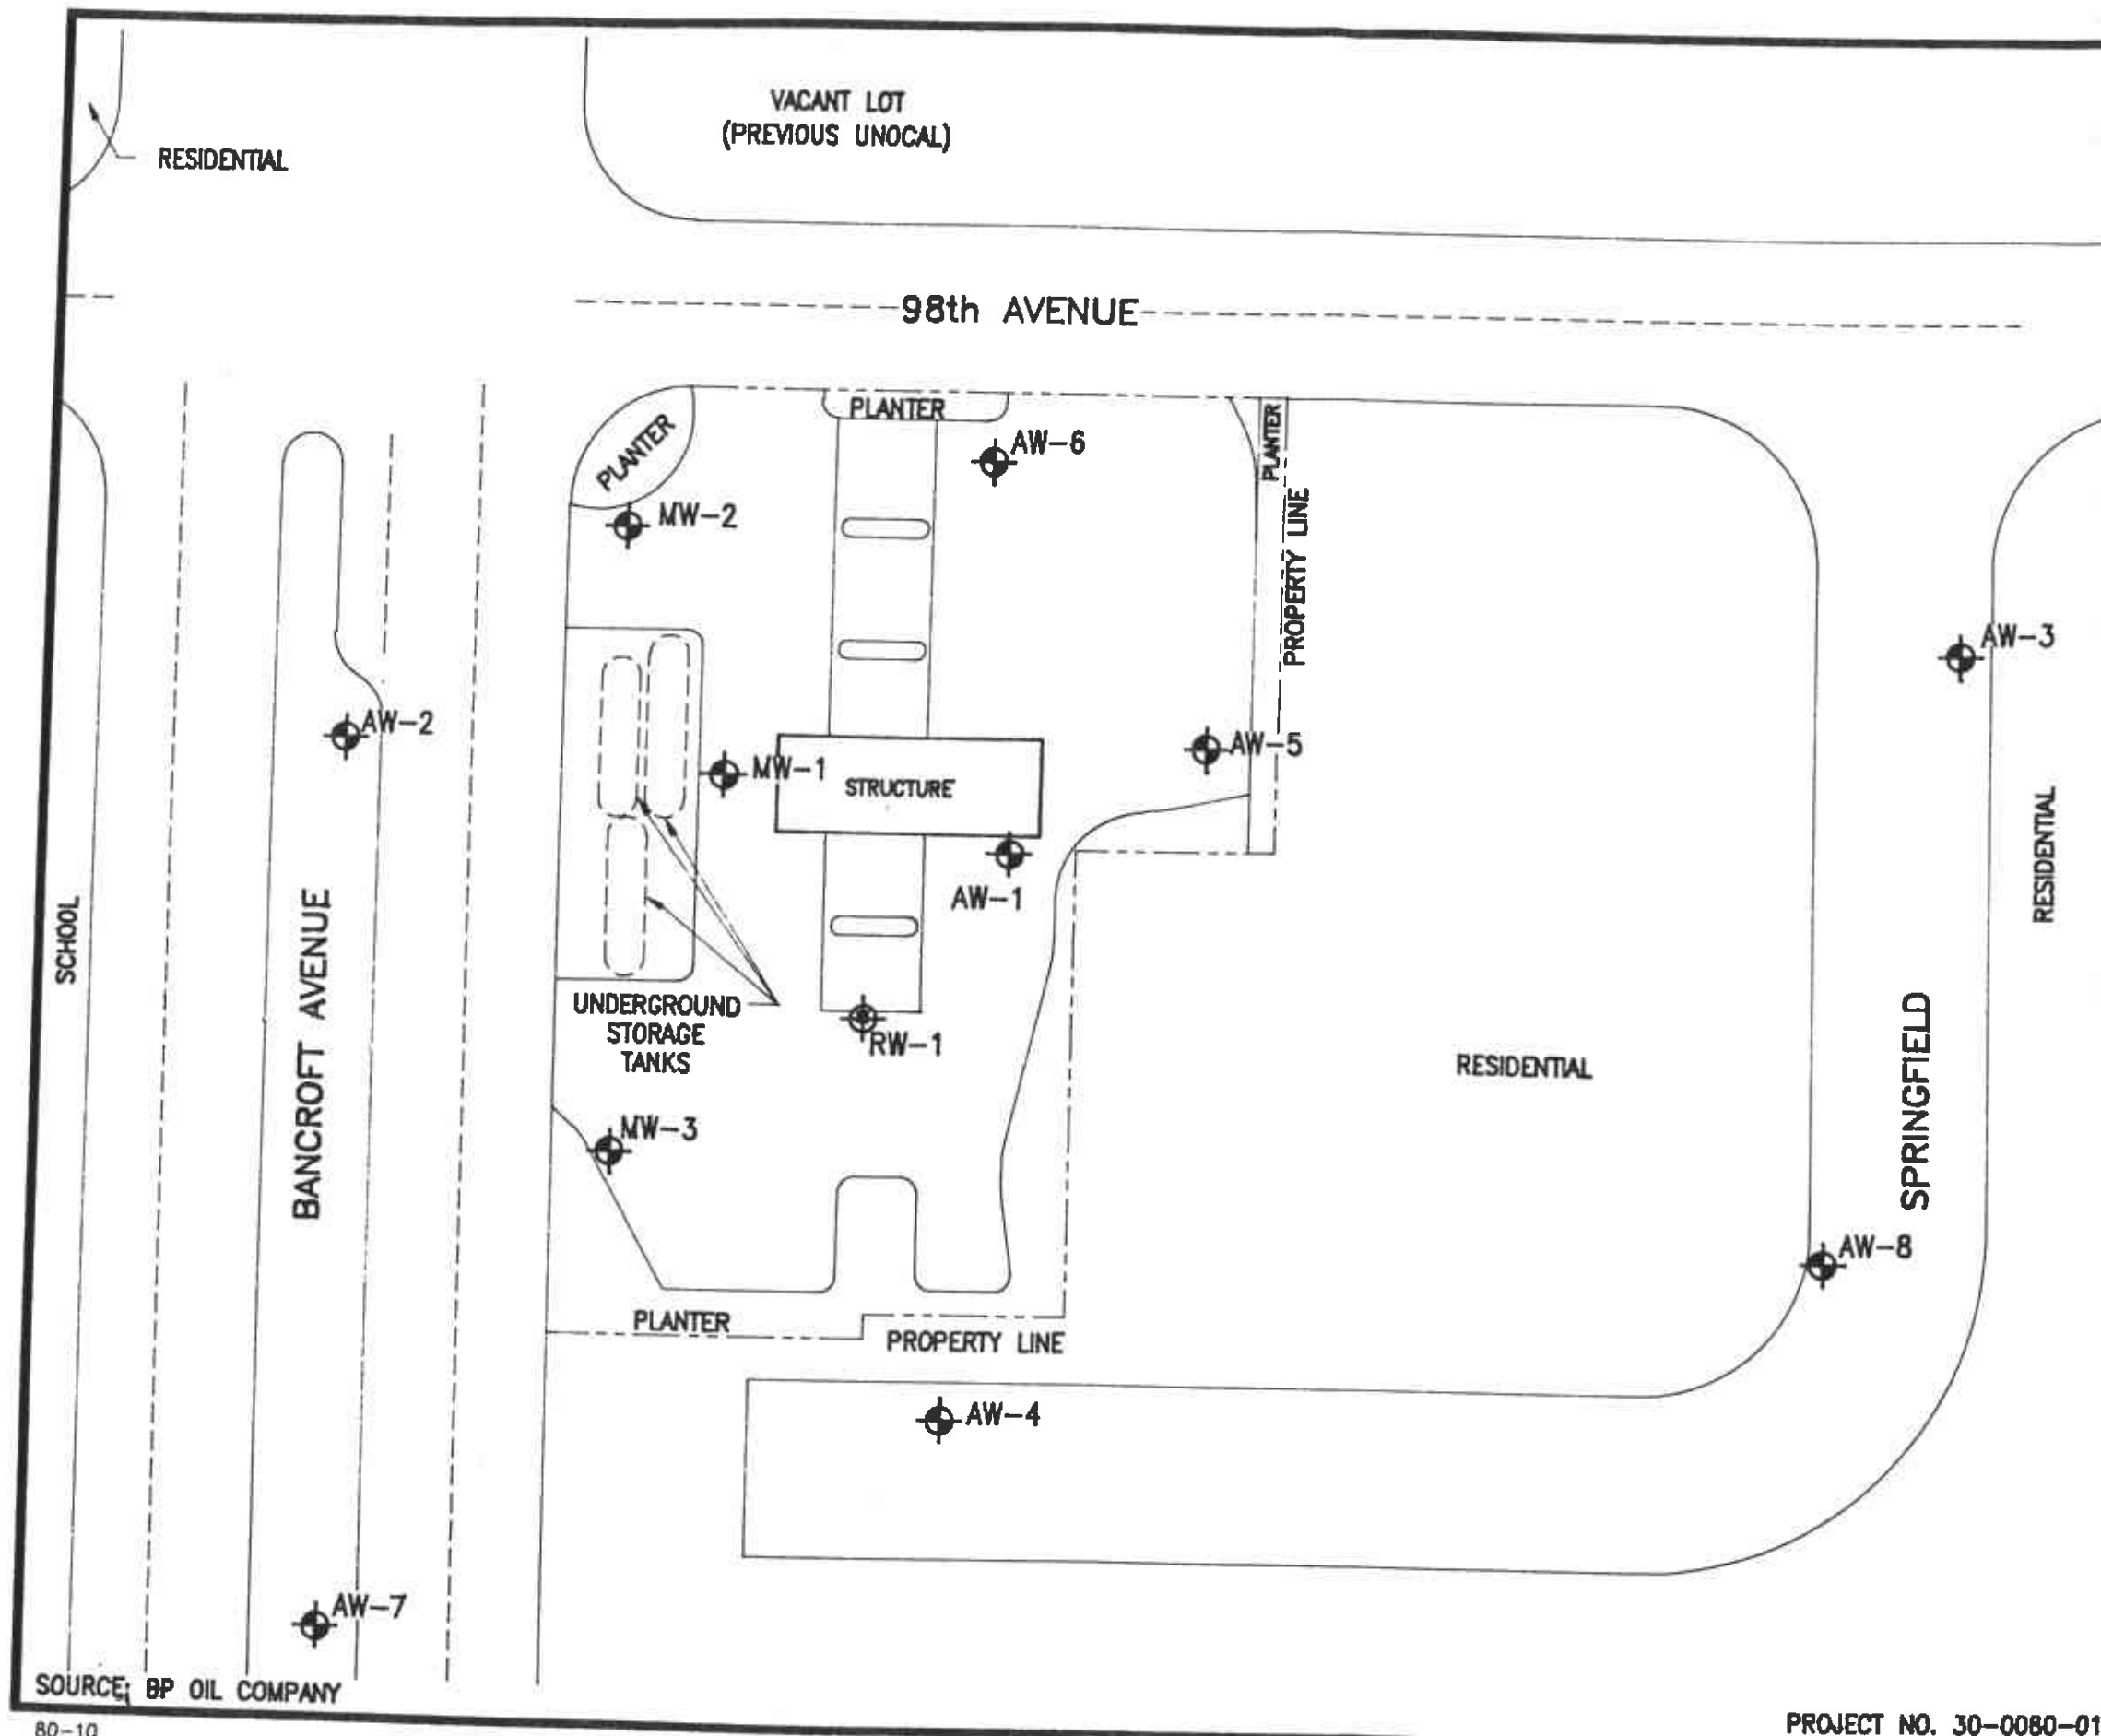 VACANT LOT
(PREVIOUS UNOCAL)
RESIDENTIAL
98th AVENUE
PLANTER
PLANTER
PLANTER
AW-6
MW-2
PROPERTY LINE
AW-3
AW-2
MW-1
STRUCTURE
AW-5
RESIDENTIAL
AW-1
SCHOOL
BANCROFT AVENUE
UNDERGROUND
STORAGE
TANKS
RW-1
RESIDENTIAL
SPRINGFIELD
MW-3
AW-8
PLANTER
PROPERTY LINE
AW-4
AW-7
SOURCE: BP OIL COMPANY
80-10
PROJECT NO. 30-0080-01